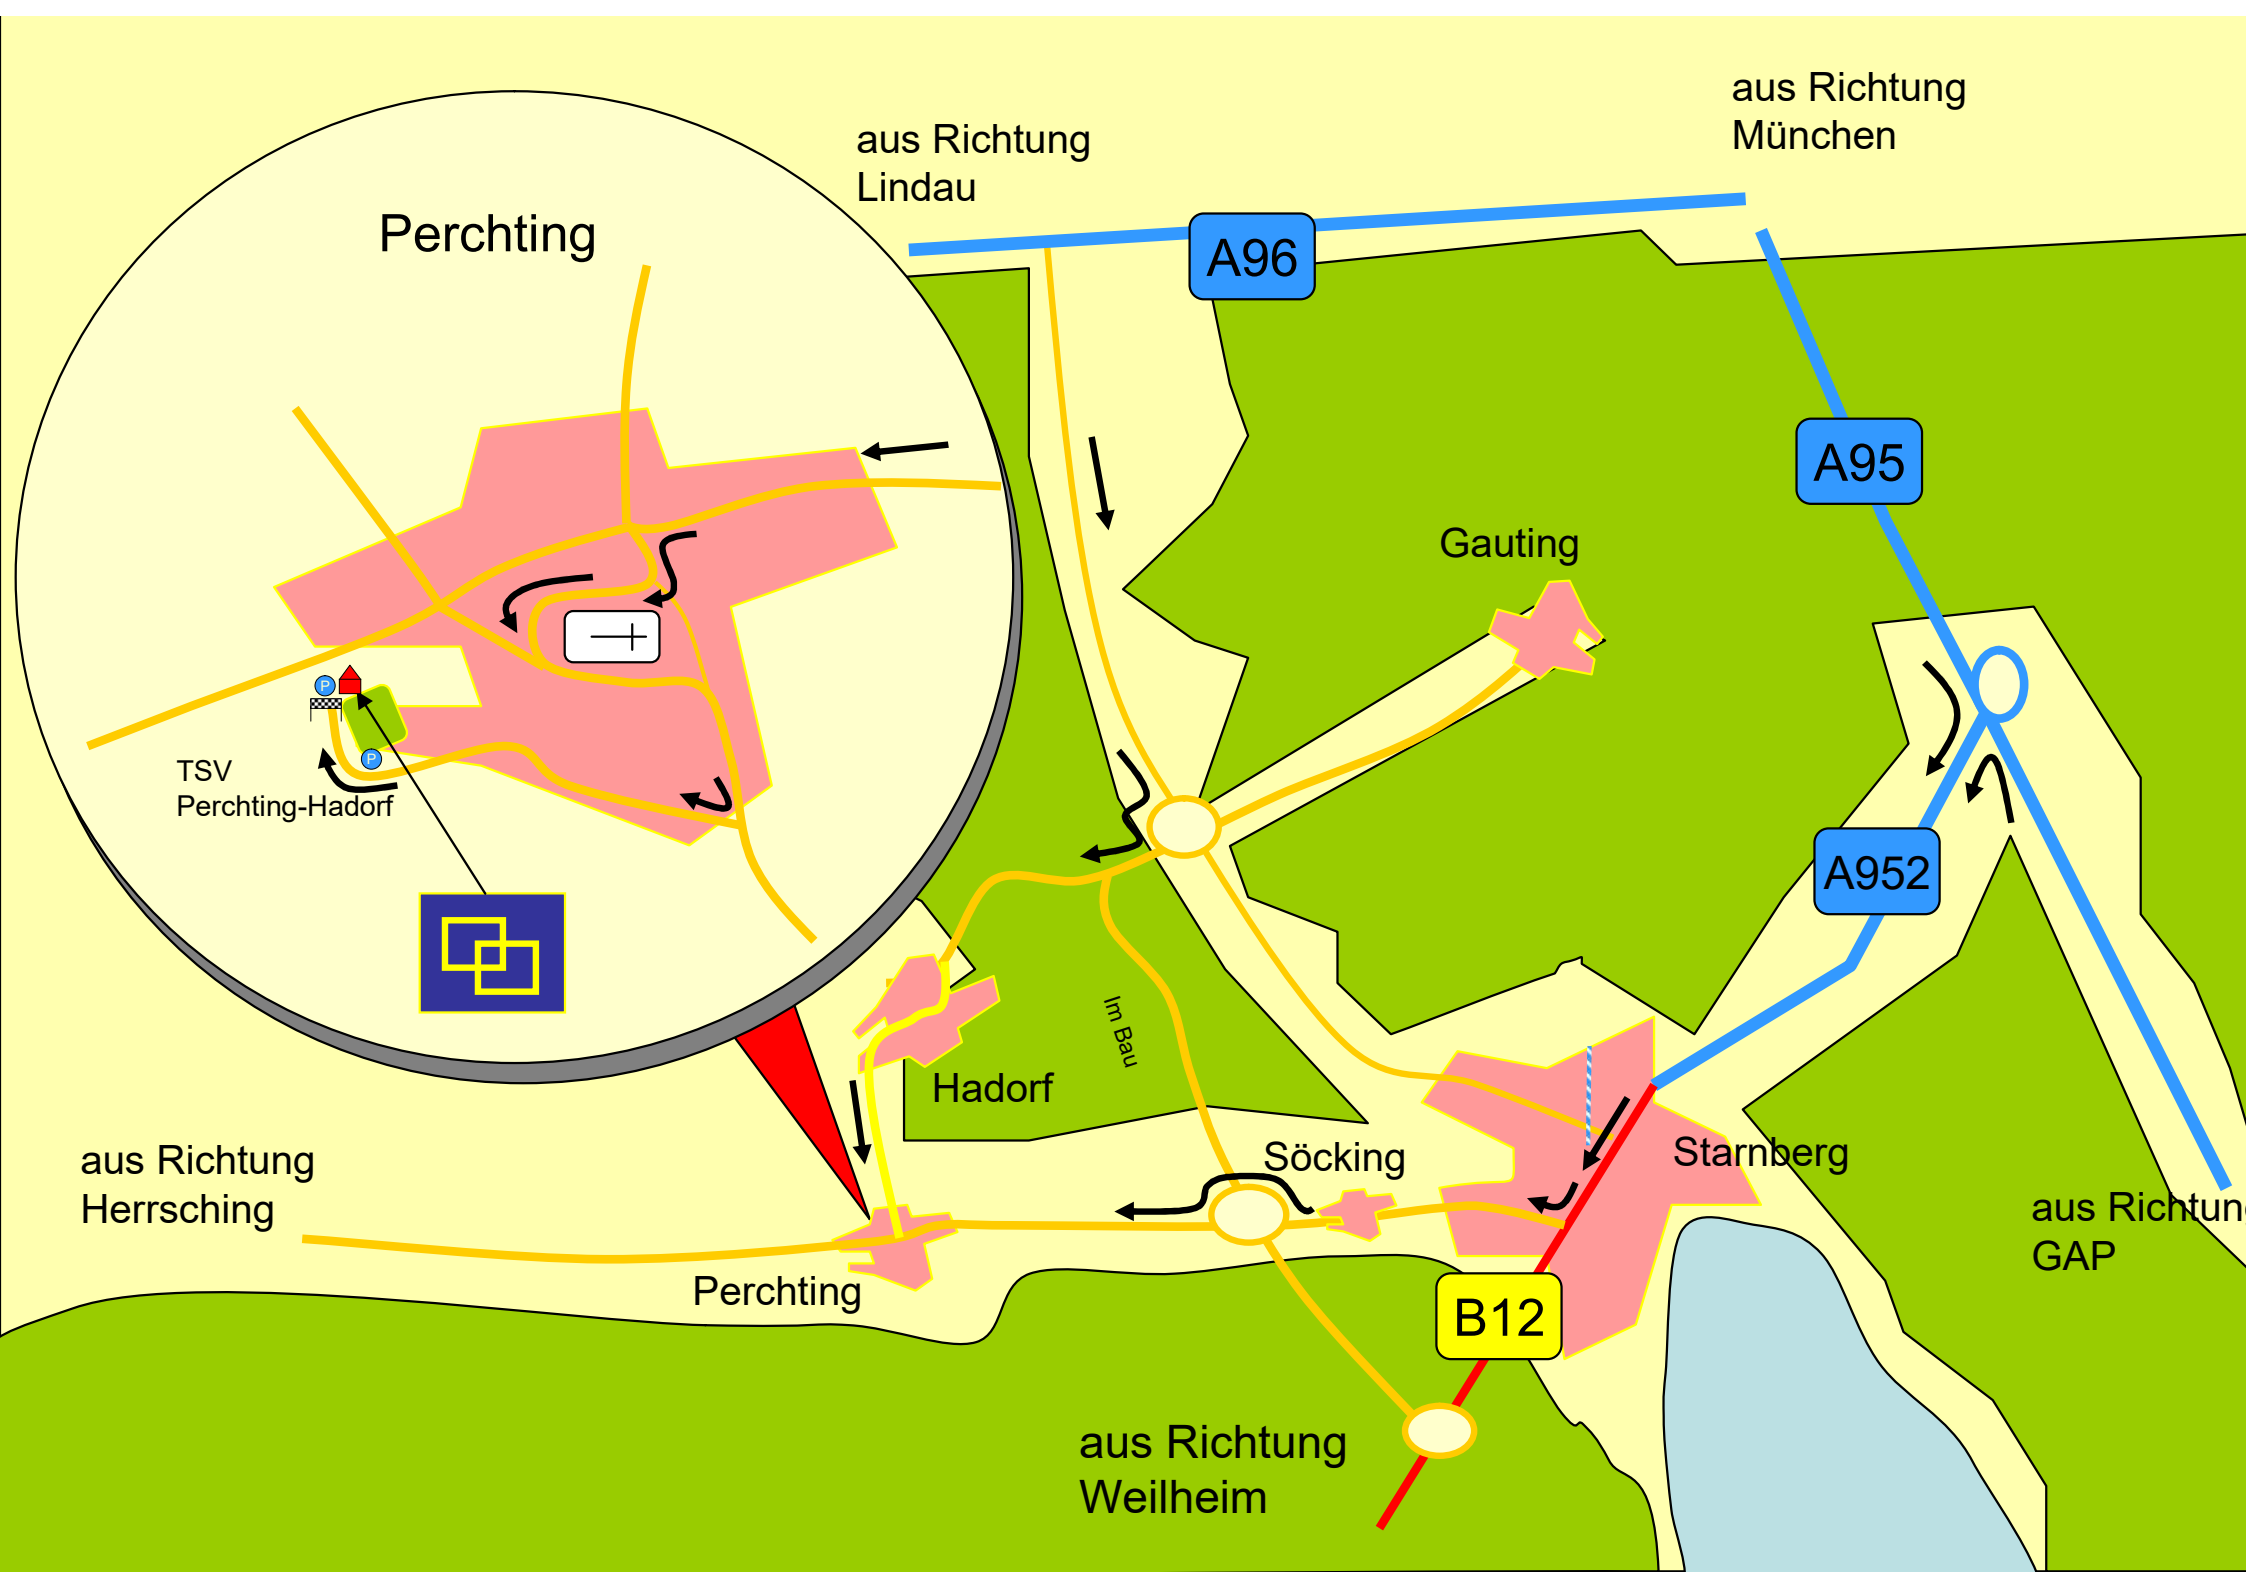 aus Richtung
München
aus Richtung
Lindau
Perchting
A96
A95
Gauting
P
P
TSV
Perchting-Hadorf
A952
Im Bau
Hadorf
Söcking
Starnberg
aus Richtung
Herrsching
aus Richtung
GAP
Perchting
B12
aus Richtung
Weilheim